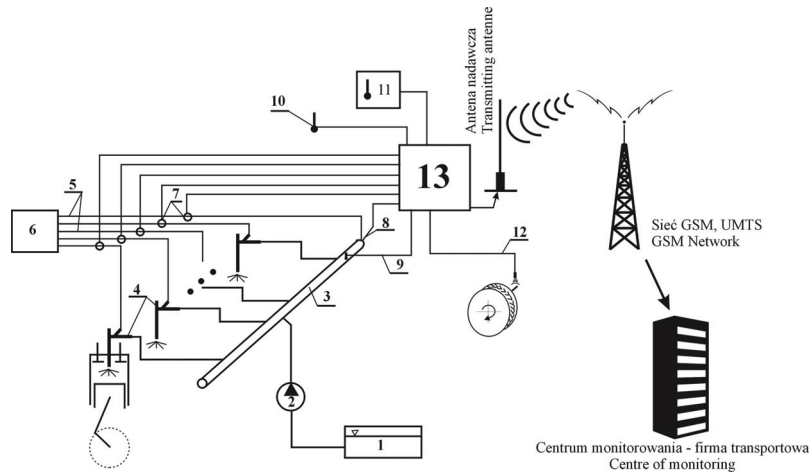 Antena nadawcza
Transmitting antenne
11
10
13
5
7
6
8
Sieć GSM, UMTS
GSM Network
12
9
4
3
2
1
Centrum monitorowania - firma transportowa
Centre of monitoring